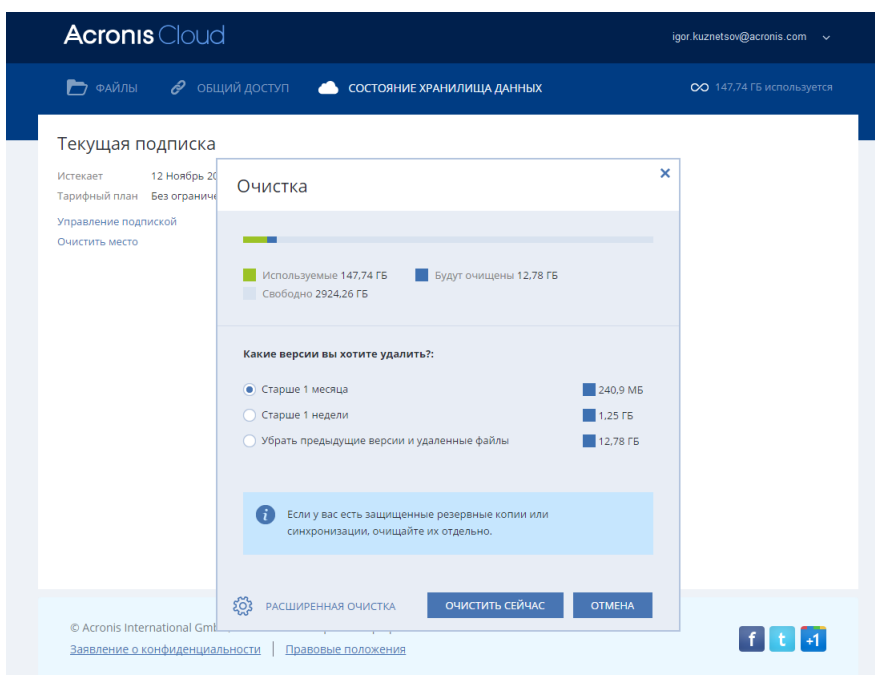 Acronis Cloud
igor.kuznetsov@acronis.com
ФАЙЛЫ
ОБЩИЙ ДОСТУП
СОСТОЯНИЕ ХРАНИЛИЩА ДАННЫХ
147,74 ГБ используется
Текущая подписка
Истекает 12 Ноябрь 20
Тарифный план Без ограниче
Управление подпиской
Очистить место
Очистка
Используемые 147,74 ГБ
Будут очищены 12,78 ГБ
Свободно 2924,26 ГБ
Какие версии вы хотите удалить?:
Старше 1 месяца 240,9 МБ
Старше 1 недели 1,25 ГБ
Убрать предыдущие версии и удаленные файлы 12,78 ГБ
i
Если у вас есть защищенные резервные копии или
синхронизации, очищайте их отдельно.
РАСШИРЕННАЯ ОЧИСТКА
ОЧИСТИТЬ СЕЙЧАС
ОТМЕНА
© Acronis International
Заявление о конфиденциальности | Правовые положения
f t +1